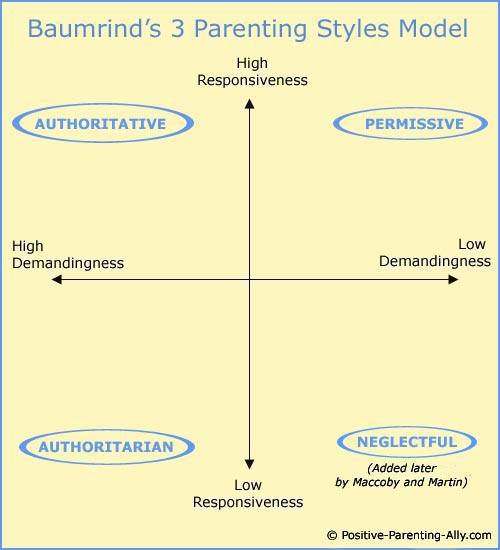 Baumrind's 3 Parenting Styles Model
High
Responsiveness
AUTHORITATIVE
PERMISSIVE
High
Demandingness
Low
Demandingness
AUTHORITARIAN
NEGLECTFUL
(Added later
by Maccoby and Martin)
Low
Responsiveness
© Positive-Parenting-Ally.com